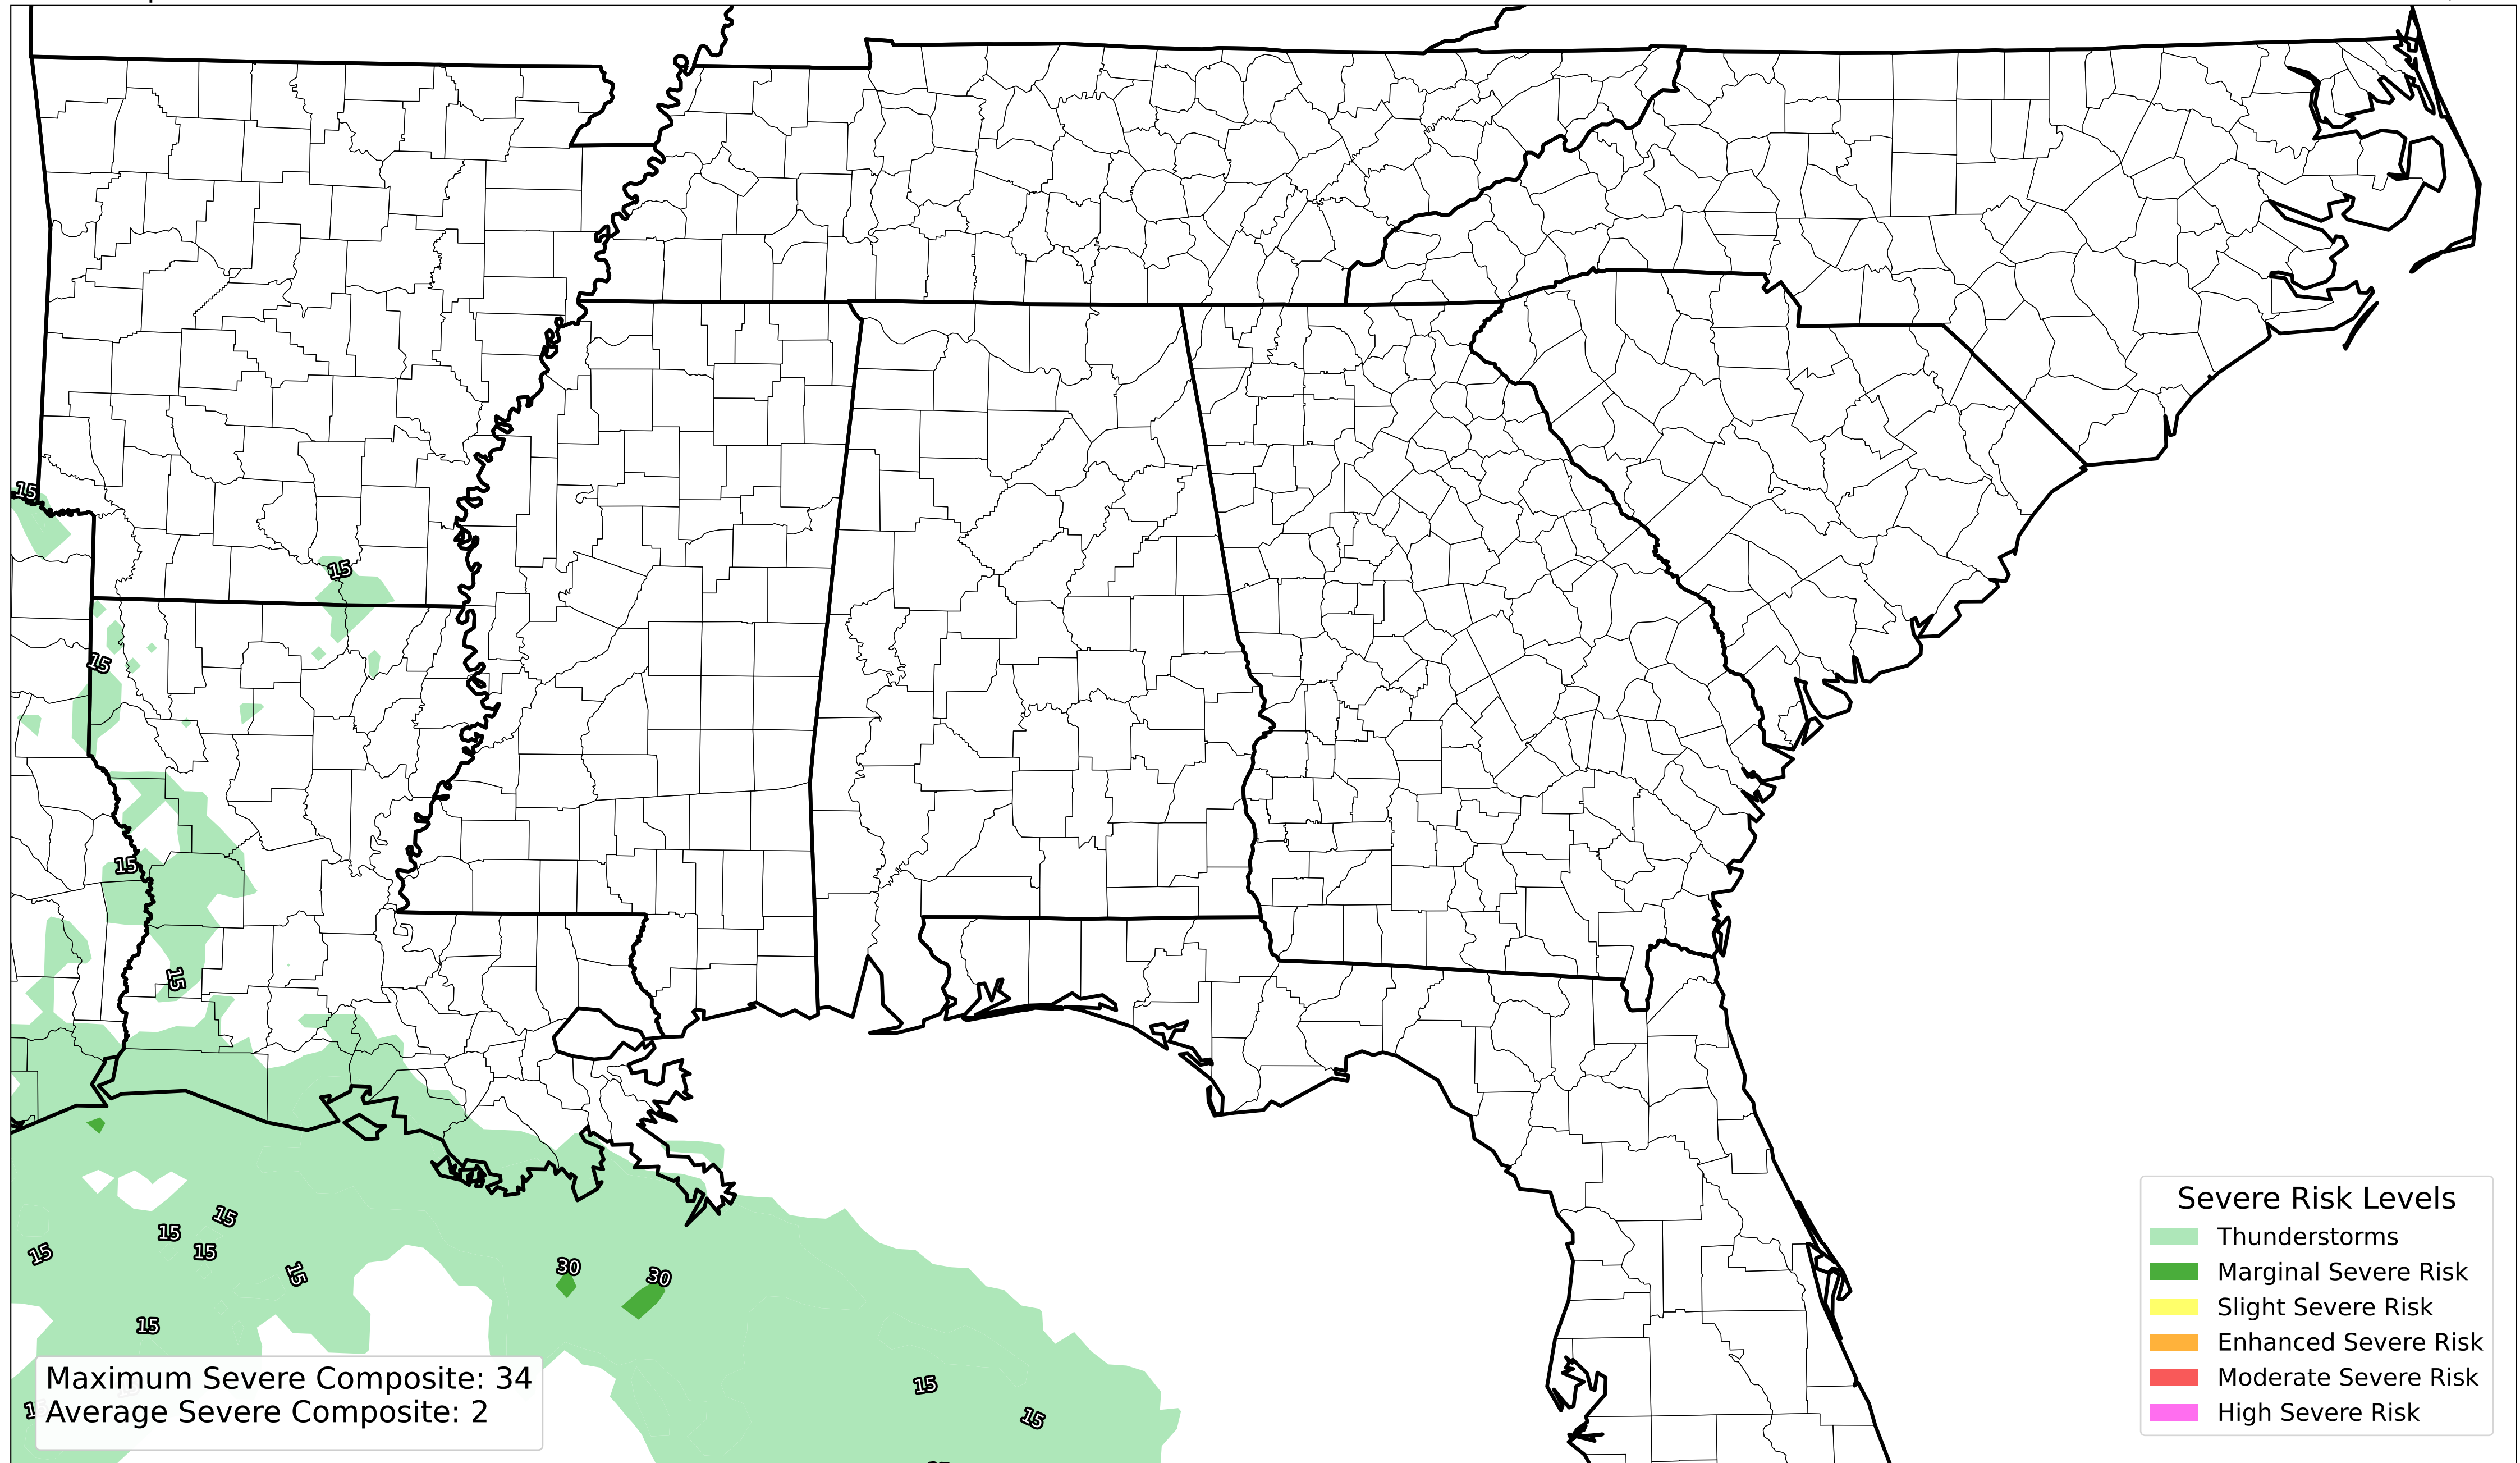 15
15
15
15
15
15
15
15
15
15
30
30
15
15
15
Maximum Severe Composite: 34
Average Severe Composite: 2
Severe Risk Levels
Thunderstorms
Marginal Severe Risk
Slight Severe Risk
Enhanced Severe Risk
Moderate Severe Risk
High Severe Risk